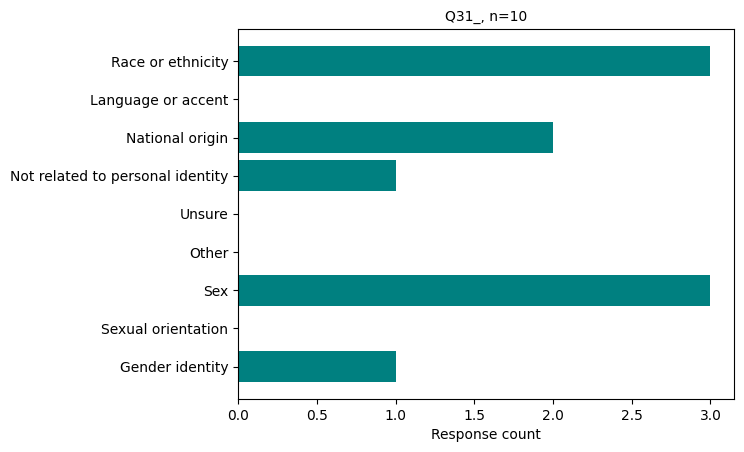 Q31_, n=10
Race or ethnicity
Language or accent
National origin
Not related to personal identity
Unsure
Other
Sex
Sexual orientation
Gender identity
0.0 0.5 1.0 1.5 2.0 2.5 3.0
Response count